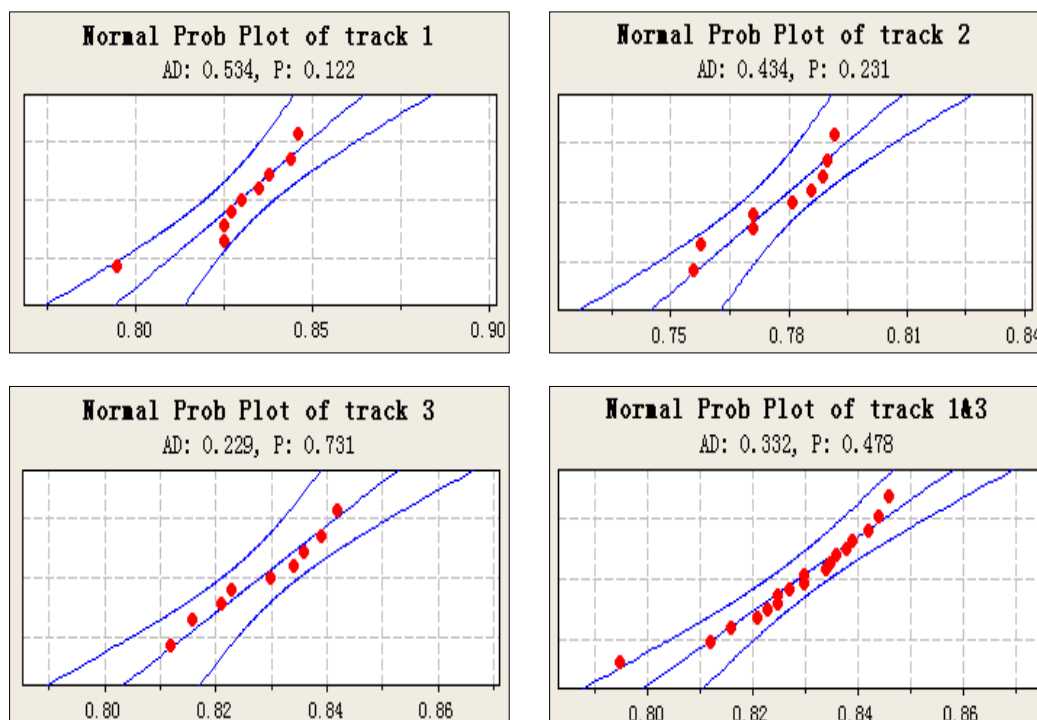 Normal Prob Plot of track 1
AD: 0.534, P: 0.122
0.80 0.85 0.90
Normal Prob Plot of track 2
AD: 0.434, P: 0.231
0.75 0.78 0.81 0.84
Normal Prob Plot of track 3
AD: 0.229, P: 0.731
0.80 0.82 0.84 0.86
Normal Prob Plot of track 1&3
AD: 0.332, P: 0.478
0.80 0.82 0.84 0.86